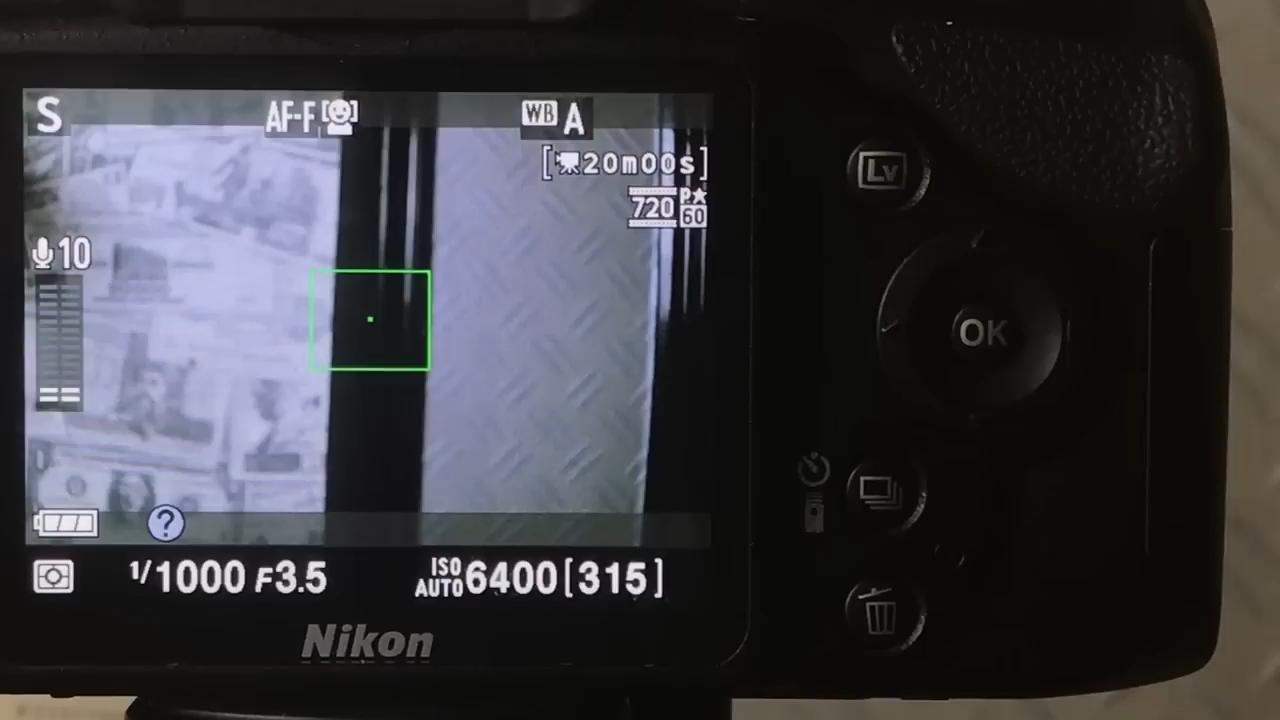 S AF-F WB A
[20m00s]
720 P★ 60
10
Lv
OK
?
1/1000 F3.5 ISO AUTO 6400 [315]
Nikon